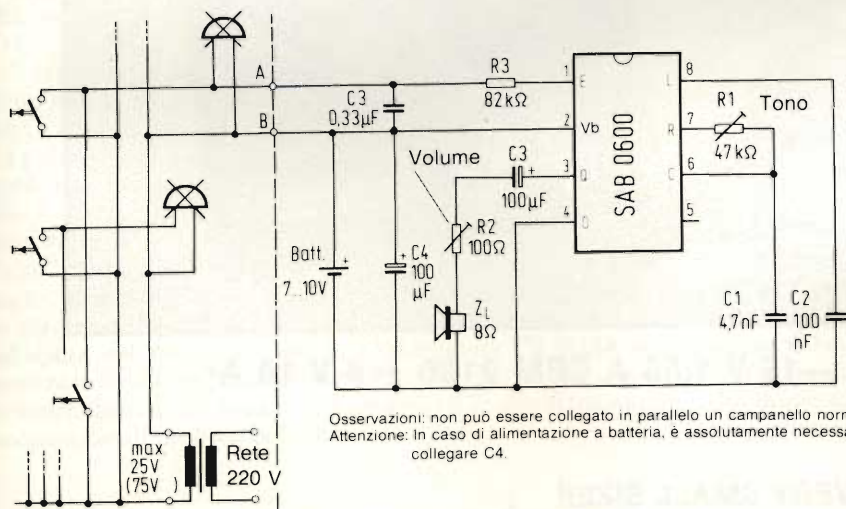 A
B
C3
0,33µF
R3
82kΩ
1
E
2
Vb
3
Q
4
SAB 0600
8
L
7
R
6
C
5
R1
47kΩ
Tono
Volume
C3
+
100µF
R2
100Ω
Batt.
+
7...10V
+
C4
100
µF
ZL
8Ω
C1
4,7nF
C2
100
nF
max
25V
(75V )
Rete
220 V
Osservazioni: non può essere collegato in parallelo un campanello
Attenzione: In caso di alimentazione a batteria, è assolutamente
collegare C4.